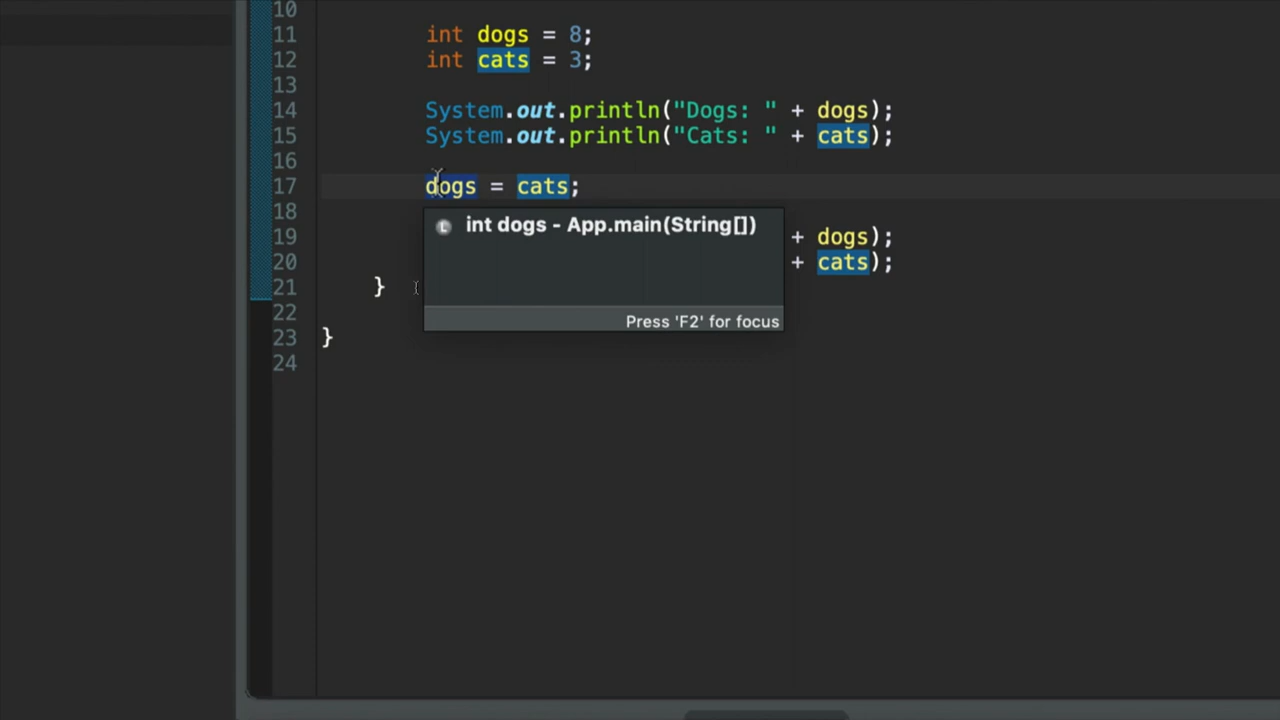 10
11 int dogs = 8;
12 int cats = 3;
13
14 System.out.println("Dogs: " + dogs);
15 System.out.println("Cats: " + cats);
16
17 dogs = cats;
18
int dogs - App.main(String[])
19 + dogs);
20 + cats);
21 }
22
Press 'F2' for focus
23 }
24